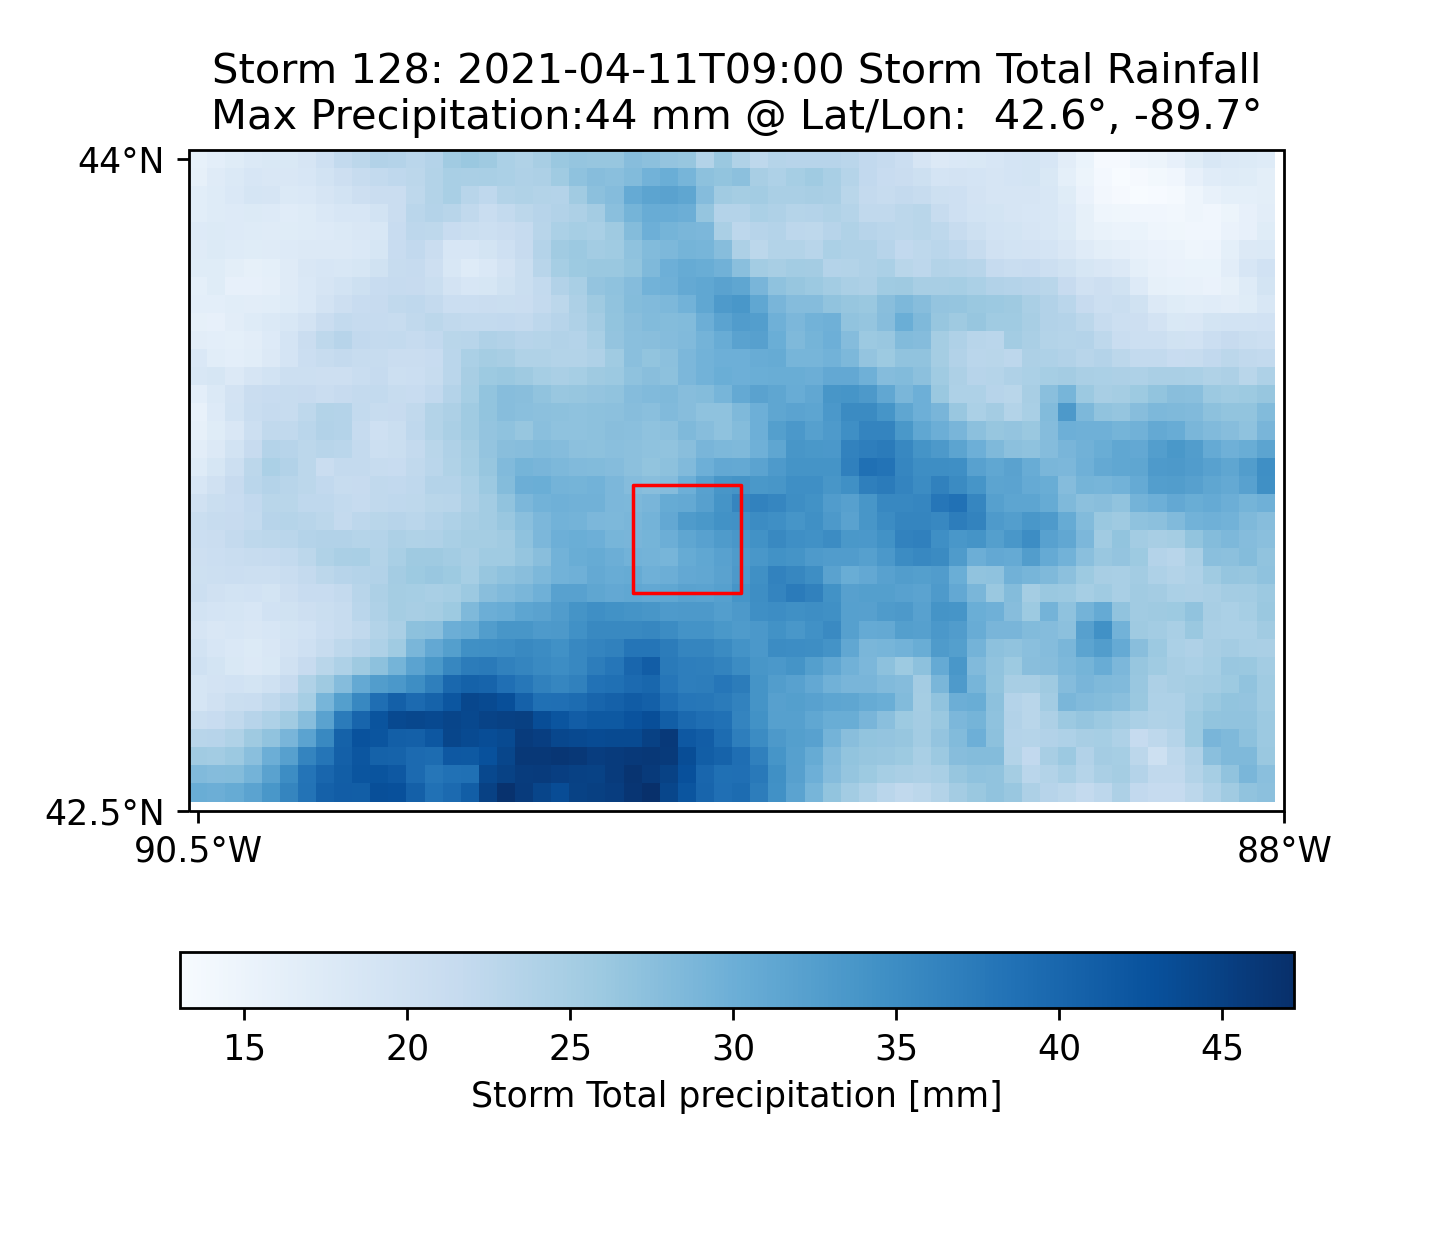 Storm 128: 2021-04-11T09:00 Storm Total Rainfall
Max Precipitation:44 mm @ Lat/Lon:  42.6°, -89.7°
44°N
42.5°N
90.5°W 88°W
15 20 25 30 35 40 45
Storm Total precipitation [mm]